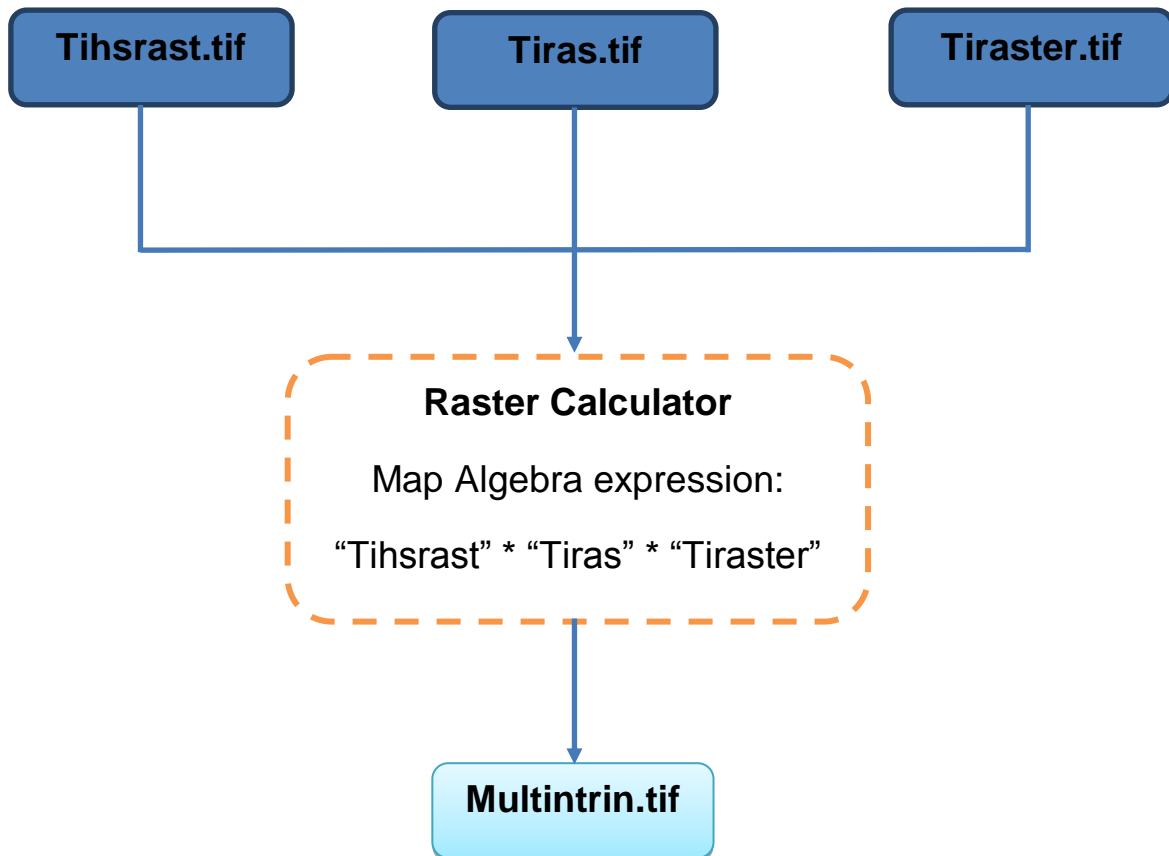 Tihsrast.tif
Tiras.tif
Tiraster.tif
Raster Calculator
Map Algebra expression:
“Tihsrast” * “Tiras” * “Tiraster”
Multintrin.tif